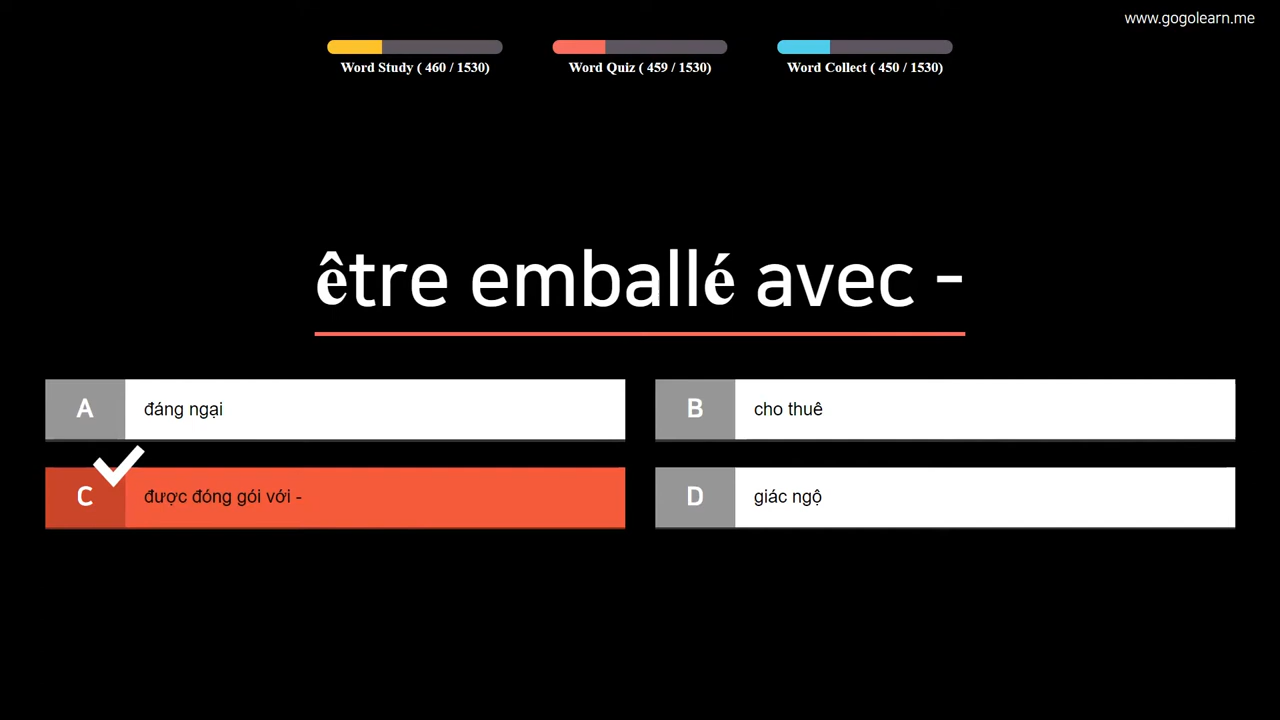 www.gogolearn.me
Word Study ( 460 / 1530)
Word Quiz ( 459 / 1530)
Word Collect ( 450 / 1530)
être emballé avec -
A đáng ngại
B cho thuê
C được đóng gói với -
D giác ngộ